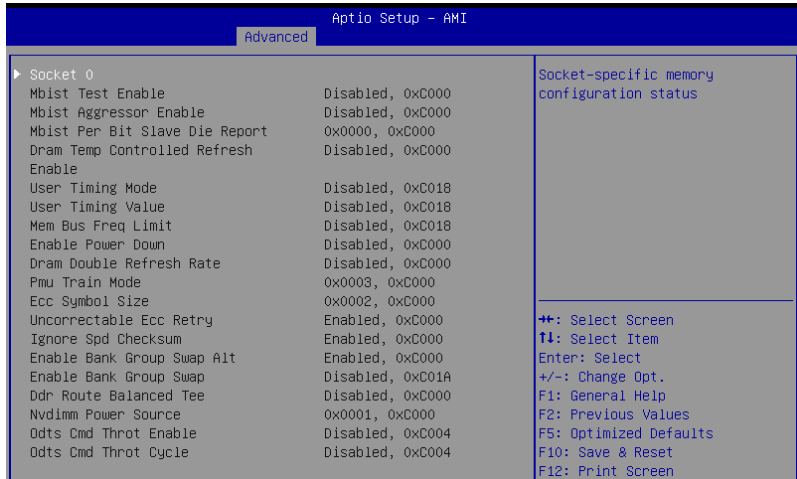 Aptio Setup – AMI
Advanced
▶ Socket 0
Mbist Test Enable Disabled, 0xC000
Mbist Aggressor Enable Disabled, 0xC000
Mbist Per Bit Slave Die Report 0x0000, 0xC000
Dram Temp Controlled Refresh Disabled, 0xC000
Enable
User Timing Mode Disabled, 0xC018
User Timing Value Disabled, 0xC018
Mem Bus Freq Limit Disabled, 0xC018
Enable Power Down Disabled, 0xC000
Dram Double Refresh Rate Disabled, 0xC000
Pmu Train Mode 0x0003, 0xC000
Ecc Symbol Size 0x0002, 0xC000
Uncorrectable Ecc Retry Enabled, 0xC000
Ignore Spd Checksum Enabled, 0xC000
Enable Bank Group Swap Alt Enabled, 0xC000
Enable Bank Group Swap Disabled, 0xC01A
Ddr Route Balanced Tee Disabled, 0xC000
Nvdimm Power Source 0x0001, 0xC000
Odts Cmd Throt Enable Disabled, 0xC004
Odts Cmd Throt Cycle Disabled, 0xC004
Socket-specific memory
configuration status
→←: Select Screen
↑↓: Select Item
Enter: Select
+/-: Change Opt.
F1: General Help
F2: Previous Values
F5: Optimized Defaults
F10: Save & Reset
F12: Print Screen